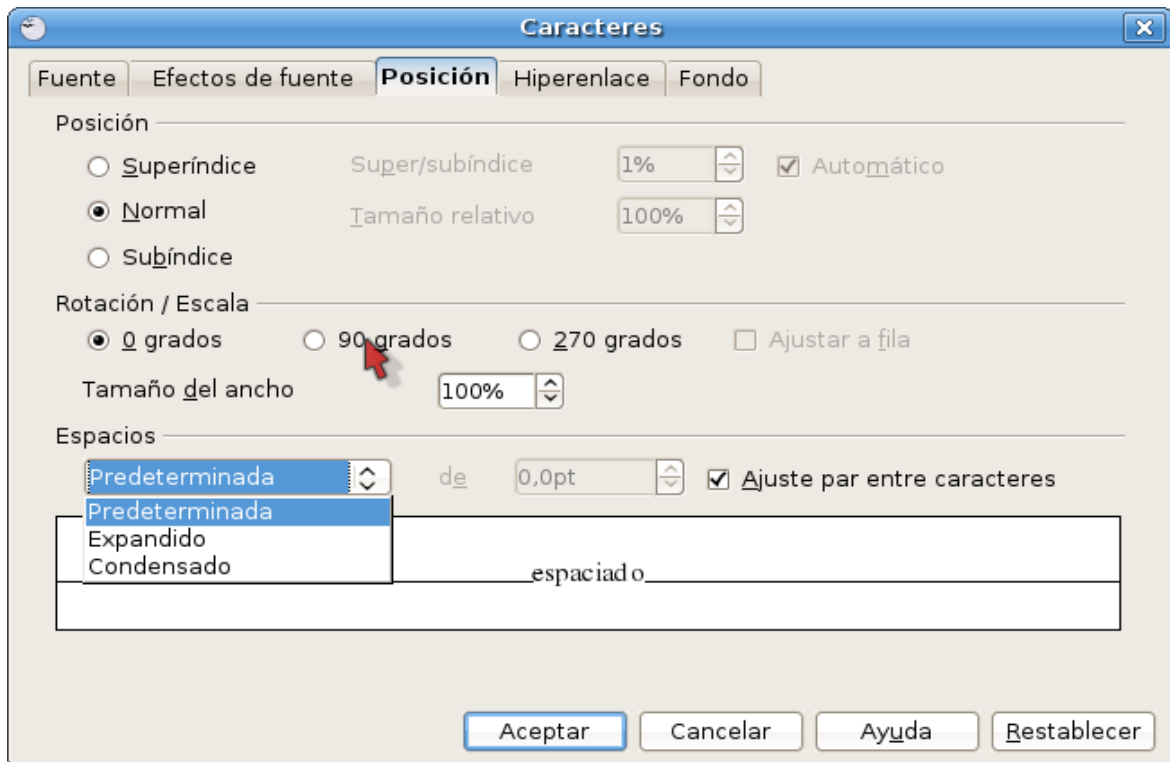 Caracteres
Fuente Efectos de fuente Posición Hiperenlace Fondo
Posición
Superíndice Super/subíndice 1% Automático
Normal Tamaño relativo 100%
Subíndice
Rotación / Escala
0 grados 90 grados 270 grados Ajustar a fila
Tamaño del ancho 100%
Espacios
Predeterminada de 0,0pt Ajuste par entre caracteres
Predeterminada
Expandido
Condensado
espaciado
Aceptar Cancelar Ayuda Restablecer